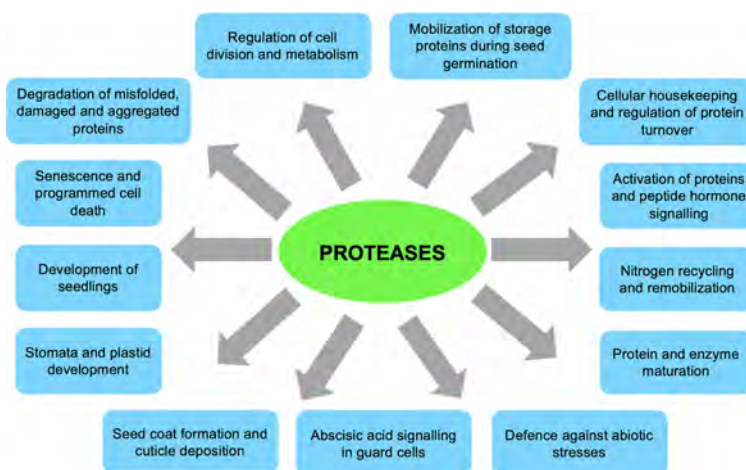 Regulation of cell
division and metabolism
Mobilization of storage
proteins during seed
germination
Degradation of misfolded,
damaged and aggregated
proteins
Cellular housekeeping
and regulation of protein
turnover
Senescence and
programmed cell
death
Activation of proteins
and peptide hormone
signalling
PROTEASES
Development of
seedlings
Nitrogen recycling
and remobilization
Stomata and plastid
development
Protein and enzyme
maturation
Seed coat formation and
cuticle deposition
Abscisic acid signalling
in guard cells
Defence against abiotic
stresses